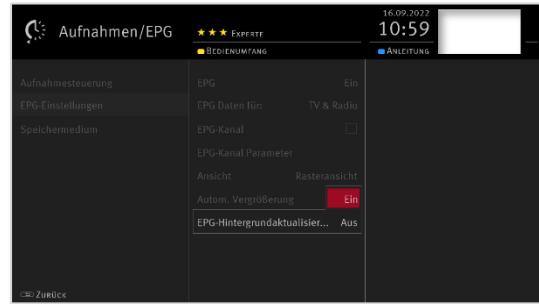 Aufnahmen/EPG
★★★ EXPERTE
BEDIENUMFANG
16.09.2022
10:59
ANLEITUNG
Aufnahmesteuerung
EPG-Einstellungen
Speichermedium
EPG Ein
EPG Daten für: TV & Radio
EPG-Kanal
EPG-Kanal Parameter
Ansicht Rasteransicht
Autom. Vergrößerung Ein
EPG-Hintergrundaktualisier... Aus
ZURÜCK